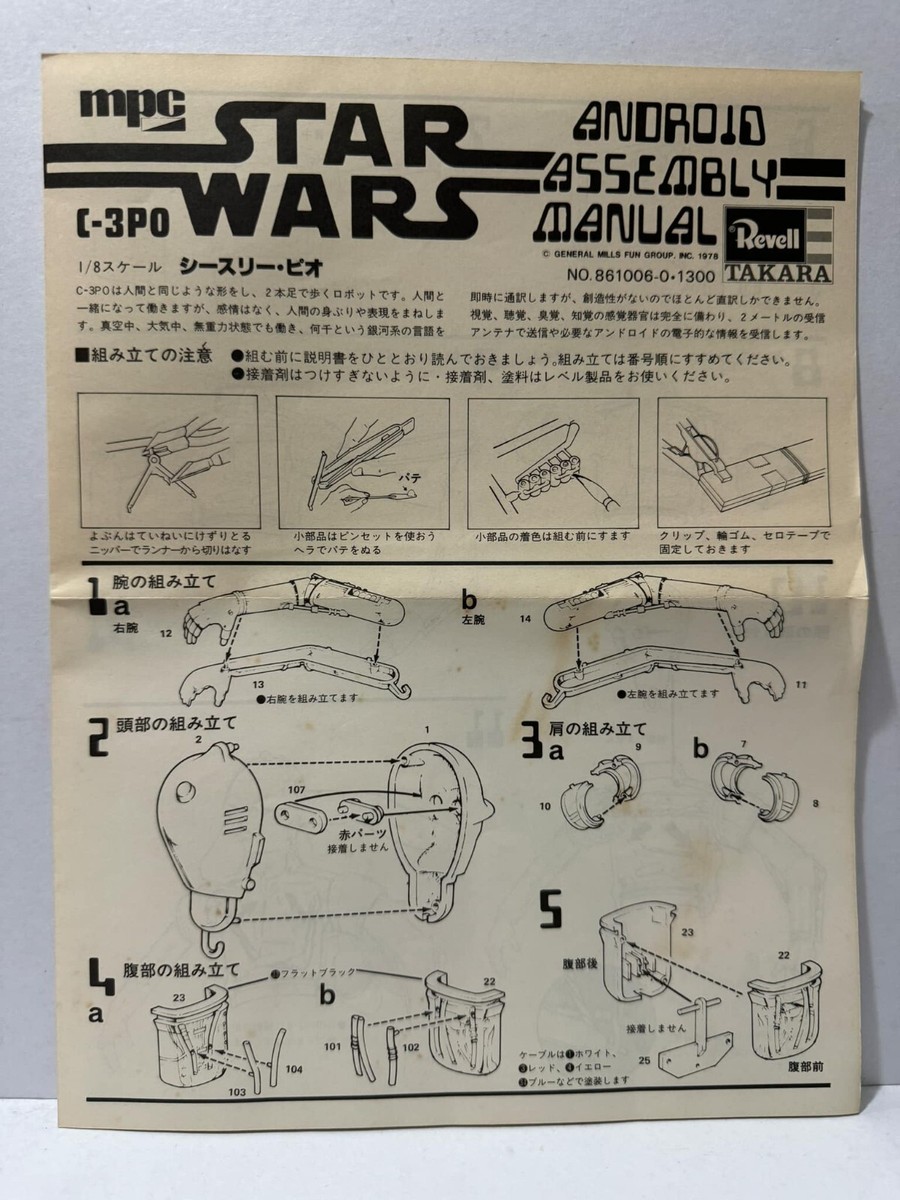 mpc
STAR WARS
C-3PO
ANDROID
ASSEMBLY
MANUAL
© GENERAL MILLS FUN GROUP. INC. 1978
Revell
TAKARA
NO.861006-0・1300
1/8スケール シースリー・ピオ
C-3POは人間と同じような形をし、2本足で歩くロボットです。人間と
一緒になって働きますが、感情はなく、人間の身ぶりや表現をまねしま
す。真空中、大気中、無重力状態でも働き、何千という銀河系の言語を
即時に通訳しますが、創造性がないのでほとんど直訳しかできません。
視覚、聴覚、臭覚、知覚の感覚器官は完全に備わり、2メートルの受信
アンテナで送信や必要なアンドロイドの電子的な情報を受信します。
■組み立ての注意
●組む前に説明書をひととおり読んでおきましょう。組み立ては番号順にすすめてください。
●接着剤はつけすぎないように・接着剤、塗料はレベル製品をお使いください。
パテ
よぶんはていねいにけずりとる
ニッパーでランナーから切りはなす
小部品はピンセットを使おう
ヘラでパテをぬる
小部品の着色は組む前にすます
クリップ、輪ゴム、セロテープで
固定しておきます
1 腕の組み立て
a
右腕
12
13
●右腕を組み立てます
b
左腕
14
11
●左腕を組み立てます
2 頭部の組み立て
2
1
107
赤パーツ
接着しません
3 肩の組み立て
a
9
10
b
7
8
4 腹部の組み立て
a
23
103
104
フラットブラック
b
22
101
102
5
23
腹部後
22
接着しません
25
腹部前
ケーブルは❶ホワイト、
❸レッド、❹イエロー
ブルーなどで塗装します